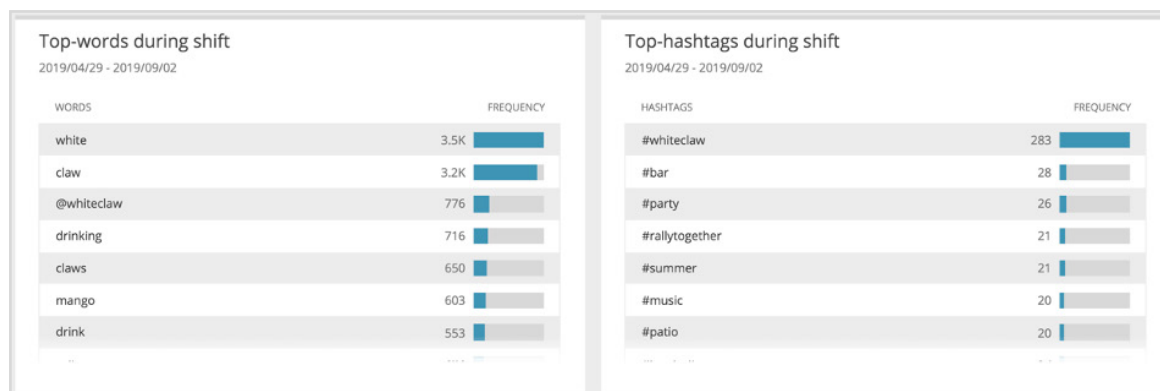 Top-words during shift
2019/04/29 - 2019/09/02
WORDS FREQUENCY
white 3.5K
claw 3.2K
@whiteclaw 776
drinking 716
claws 650
mango 603
drink 553
Top-hashtags during shift
2019/04/29 - 2019/09/02
HASHTAGS FREQUENCY
#whiteclaw 283
#bar 28
#party 26
#rallytogether 21
#summer 21
#music 20
#patio 20